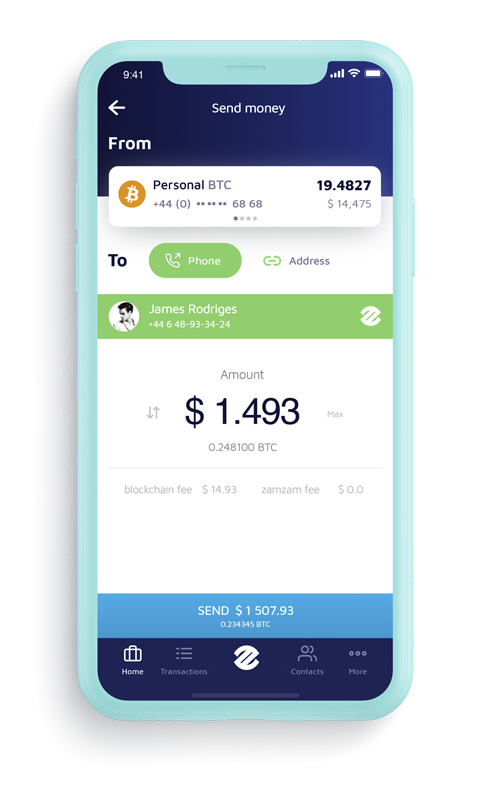 9:41
Send money
From
Personal BTC 19.4827
+44 (0) •• •• •• 68 68 $ 14,475
To Phone Address
James Rodriges
+44 6 48-93-34-24
Amount
$ 1.493 Max
0.248100 BTC
blockchain fee $ 14.93 zamzam fee $ 0.0
SEND $ 1 507.93
0.234345 BTC
Home Transactions Contacts More